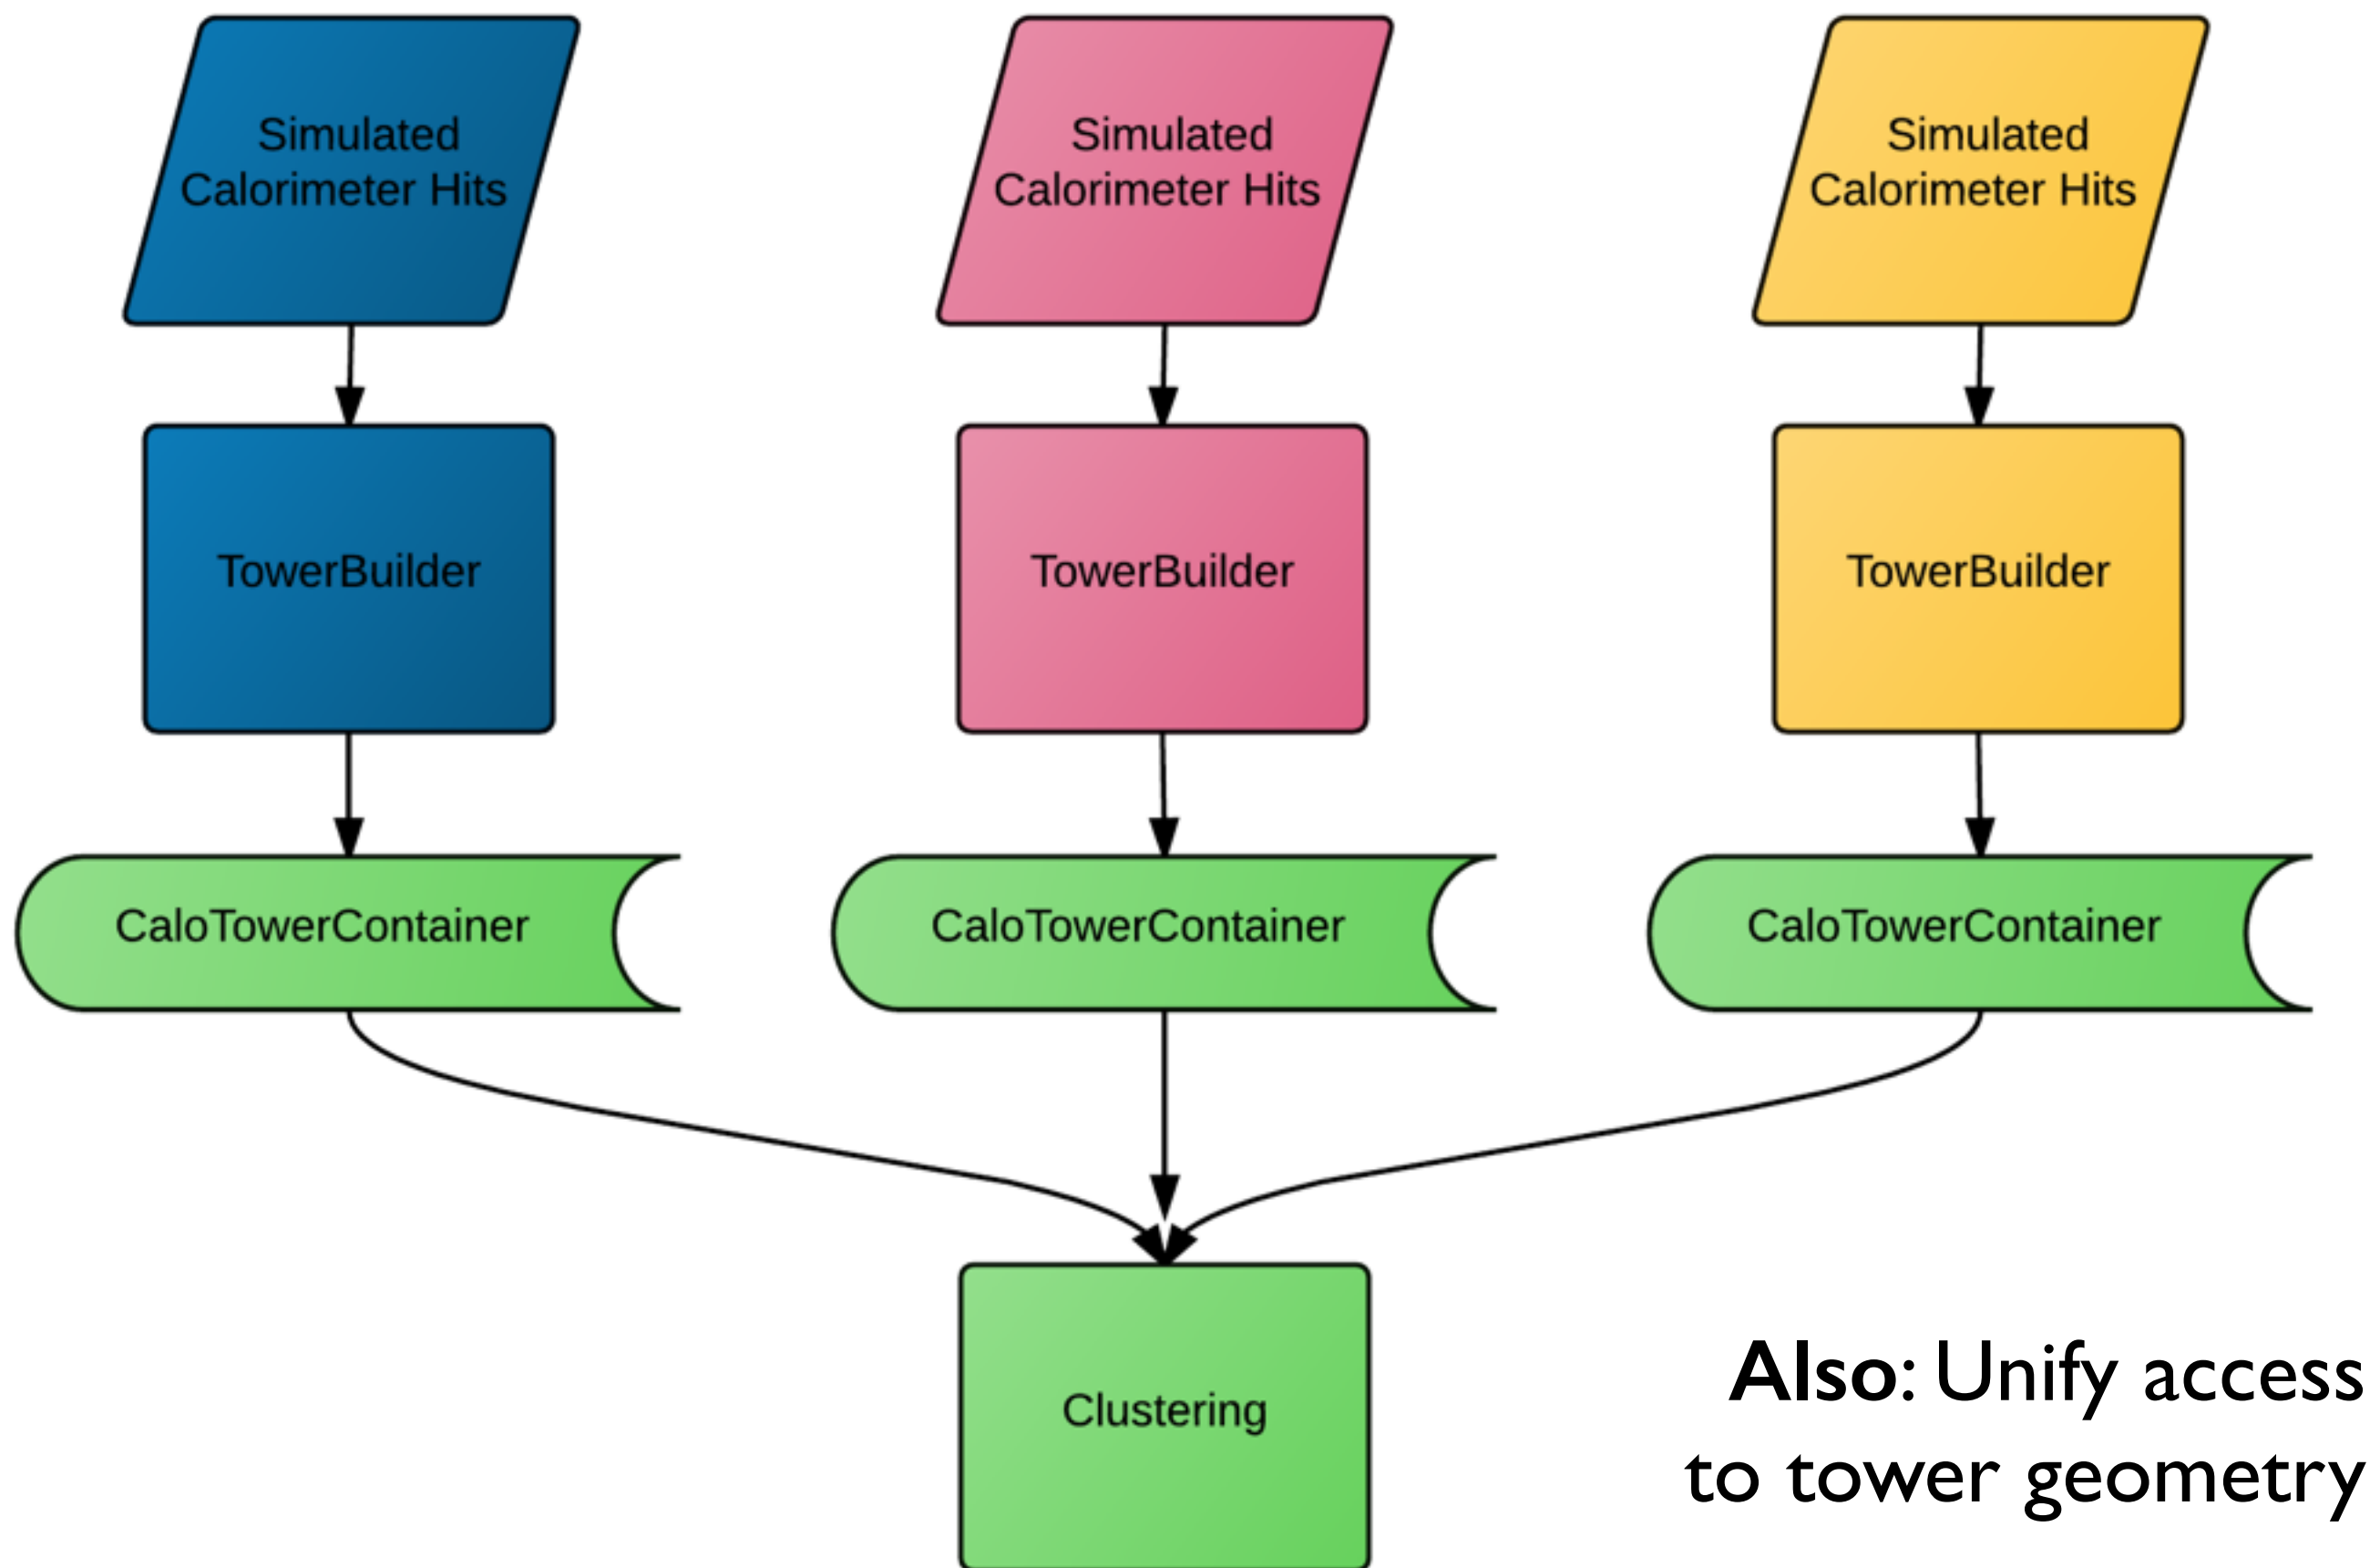 Simulated
Calorimeter Hits
Simulated
Calorimeter Hits
Simulated
Calorimeter Hits
TowerBuilder
TowerBuilder
TowerBuilder
CaloTowerContainer
CaloTowerContainer
CaloTowerContainer
Clustering
Also: Unify access
to tower geometry